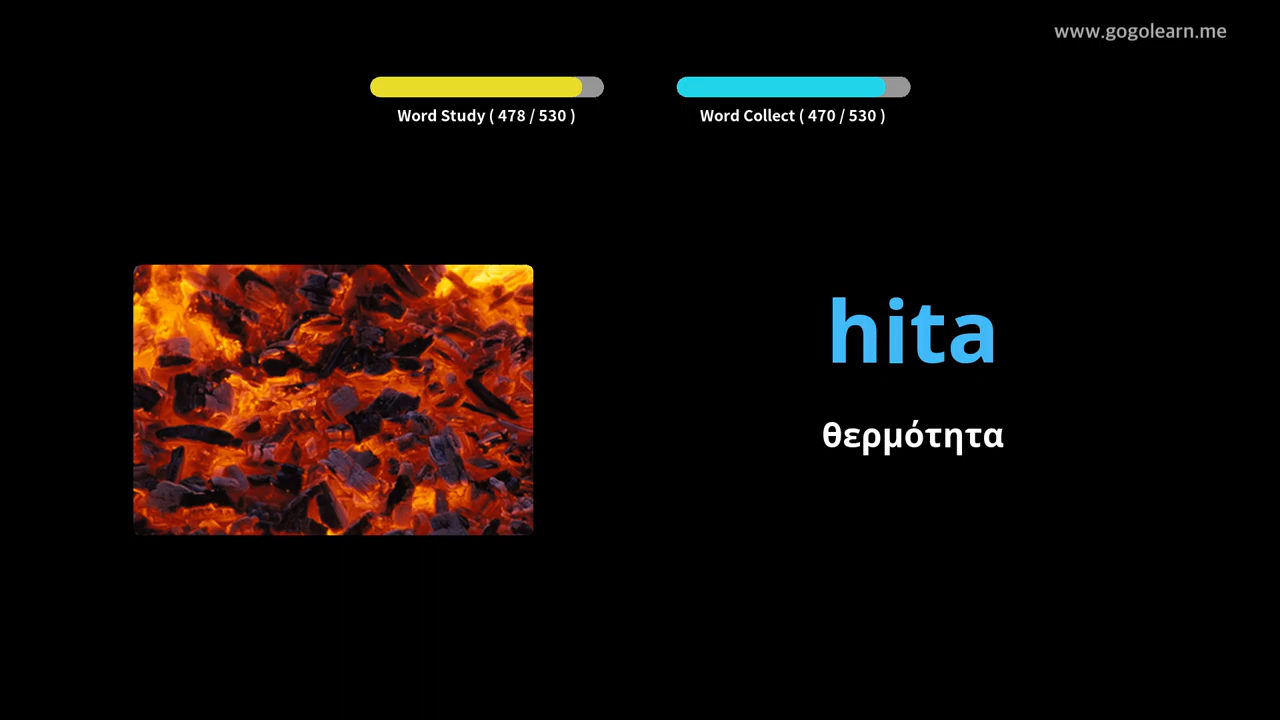 www.gogolearn.me
Word Study ( 478 / 530 )
Word Collect ( 470 / 530 )
hita
θερμότητα